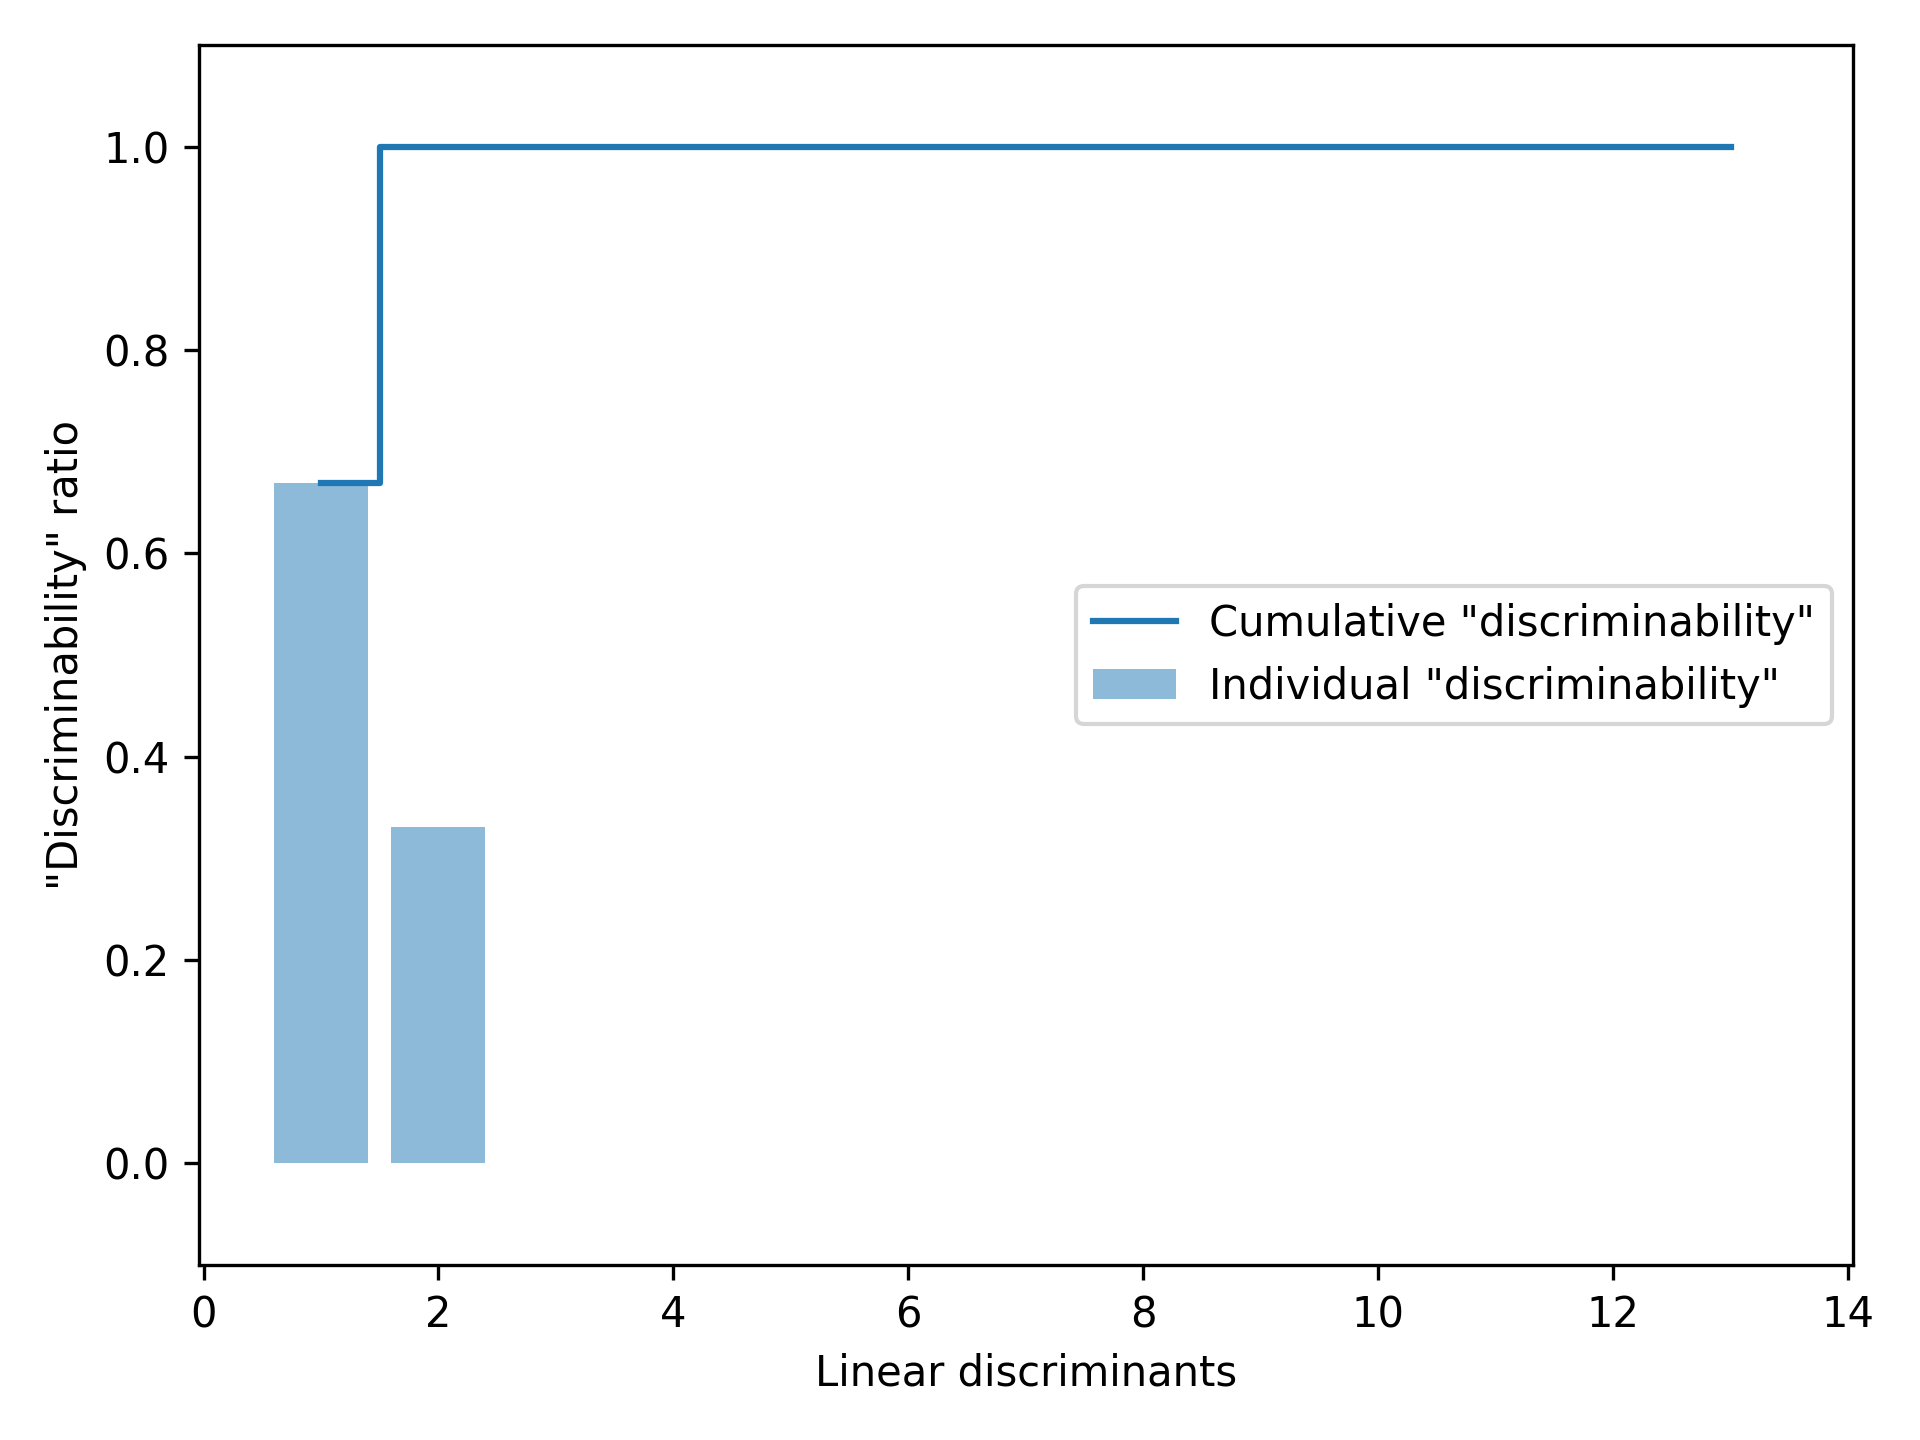 1.0
0.8
0.6
0.4
0.2
0.0
"Discriminability" ratio
Cumulative "discriminability"
Individual "discriminability"
0 2 4 6 8 10 12 14
Linear discriminants